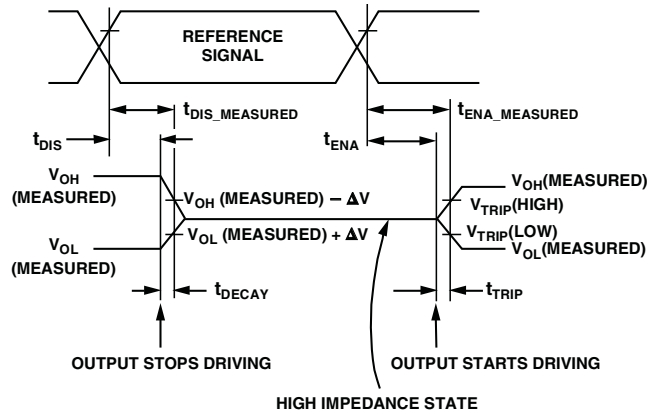 REFERENCE
SIGNAL
tDIS_MEASURED
tENA_MEASURED
tDIS
tENA
VOH
(MEASURED)
VOH (MEASURED) – ΔV
VOH(MEASURED)
VTRIP(HIGH)
VOL
(MEASURED)
VOL (MEASURED) + ΔV
VTRIP(LOW)
VOL(MEASURED)
tDECAY
tTRIP
OUTPUT STOPS DRIVING
OUTPUT STARTS DRIVING
HIGH IMPEDANCE STATE